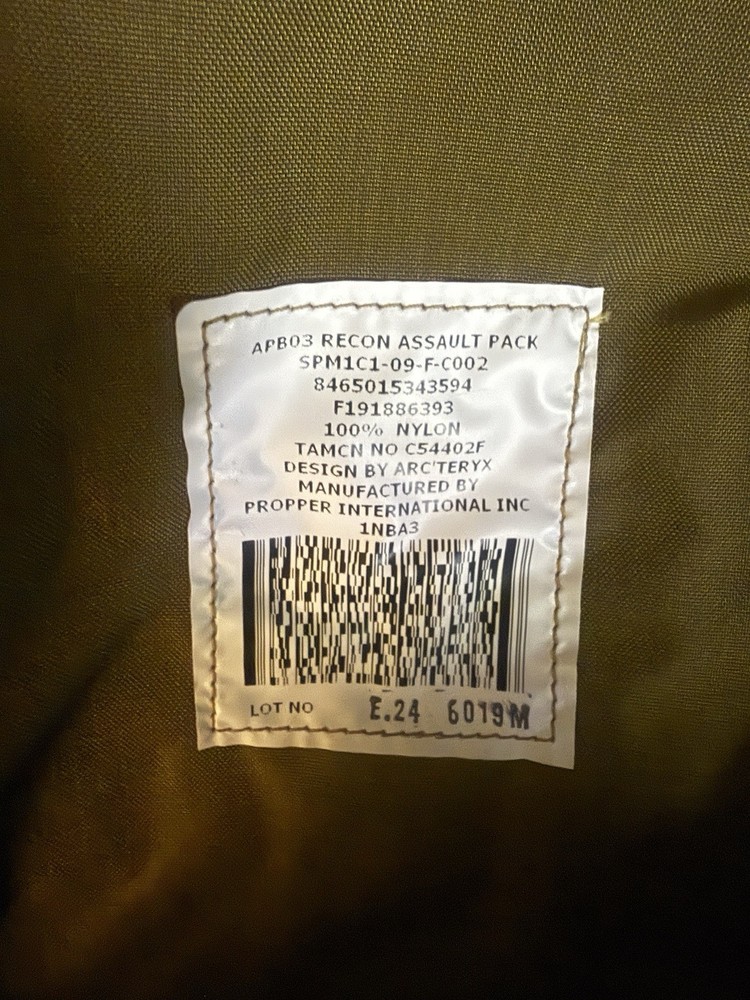 APB03 RECON ASSAULT PACK
SPM1C1-09-F-C002
8465015343594
F191886393
100% NYLON
TAMCN NO C54402F
DESIGN BY ARC'TERYX
MANUFACTURED BY
PROPPER INTERNATIONAL INC
1NBA3
LOT NO E.24 6019M